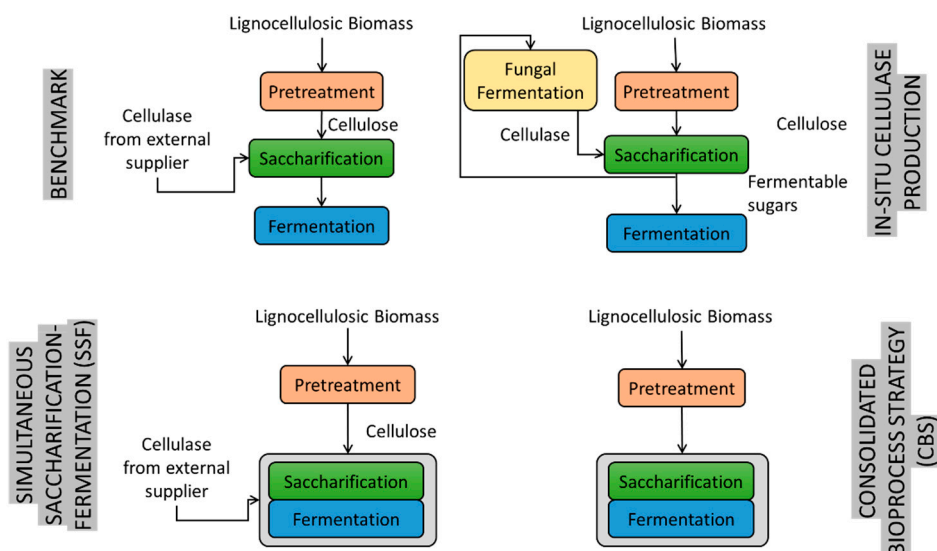 BENCHMARK
Lignocellulosic Biomass
Pretreatment
Cellulose
Cellulase
from external
supplier
Saccharification
Fermentation
Lignocellulosic Biomass
Fungal
Fermentation
Pretreatment
Cellulase
Cellulose
Saccharification
Fermentable
sugars
Fermentation
IN-SITU CELLULASE
PRODUCTION
SIMULTANEOUS
SACCHARIFICATION-
FERMENTATION (SSF)
Lignocellulosic Biomass
Pretreatment
Cellulose
Cellulase
from external
supplier
Saccharification
Fermentation
Lignocellulosic Biomass
Pretreatment
Saccharification
Fermentation
CONSOLIDATED
BIOPROCESS STRATEGY
(CBS)